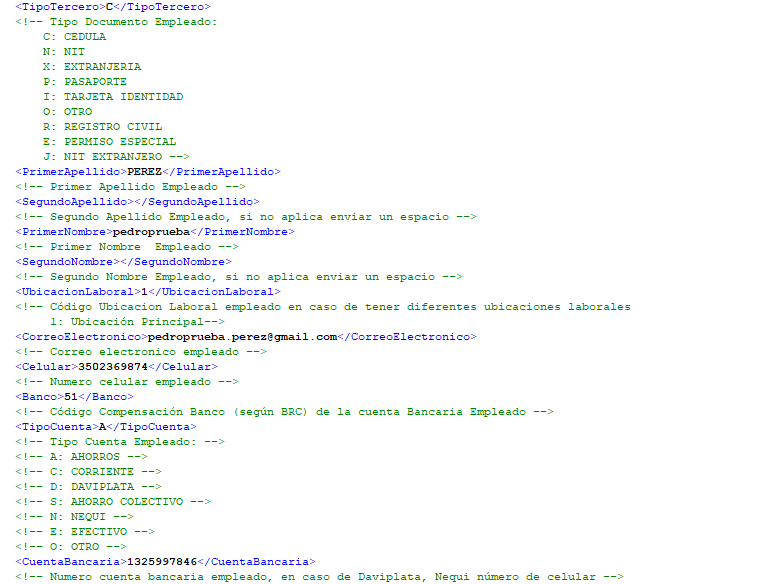 <TipoTercero>C</TipoTercero>
<!-- Tipo Documento Empleado:
C: CEDULA
N: NIT
X: EXTRANJERIA
P: PASAPORTE
I: TARJETA IDENTIDAD
O: OTRO
R: REGISTRO CIVIL
E: PERMISO ESPECIAL
J: NIT EXTRANJERO -->
<PrimerApellido>PEREZ</PrimerApellido>
<!-- Primer Apellido Empleado -->
<SegundoApellido></SegundoApellido>
<!-- Segundo Apellido Empleado, si no aplica enviar un espacio -->
<PrimerNombre>pedroprueba</PrimerNombre>
<!-- Primer Nombre  Empleado -->
<SegundoNombre></SegundoNombre>
<!-- Segundo Nombre Empleado, si no aplica enviar un espacio -->
<UbicacionLaboral>1</UbicacionLaboral>
<!-- Código Ubicacion Laboral empleado en caso de tener diferentes ubicaciones laborales
1: Ubicación Principal-->
<CorreoElectronico>pedroprueba.perez@gmail.com</CorreoElectronico>
<!-- Correo electronico empleado -->
<Celular>3502369874</Celular>
<!-- Numero celular empleado -->
<Banco>51</Banco>
<!-- Código Compensación Banco (según BRC) de la cuenta Bancaria Empleado -->
<TipoCuenta>A</TipoCuenta>
<!-- Tipo Cuenta Empleado: -->
<!-- A: AHORROS -->
<!-- C: CORRIENTE -->
<!-- D: DAVIPLATA -->
<!-- S: AHORRO COLECTIVO -->
<!-- N: NEQUI -->
<!-- E: EFECTIVO -->
<!-- O: OTRO -->
<CuentaBancaria>1325997846</CuentaBancaria>
<!-- Numero cuenta bancaria empleado, en caso de Daviplata, Nequi número de celular -->